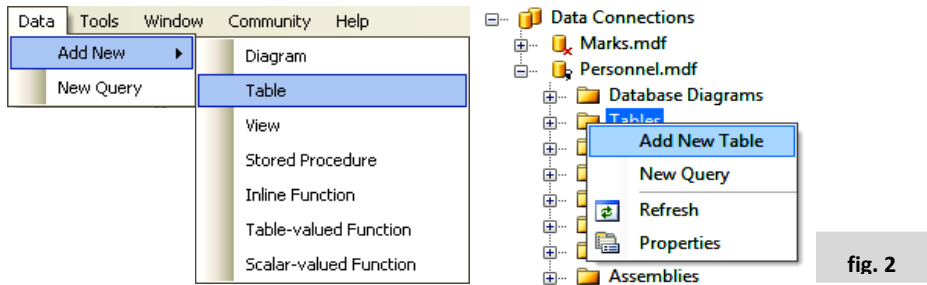 Data Tools Window Community Help
Add New
New Query
Diagram
Table
View
Stored Procedure
Inline Function
Table-valued Function
Scalar-valued Function
Data Connections
Marks.mdf
Personnel.mdf
Database Diagrams
Tables
Add New Table
New Query
Refresh
Properties
Assemblies
fig. 2